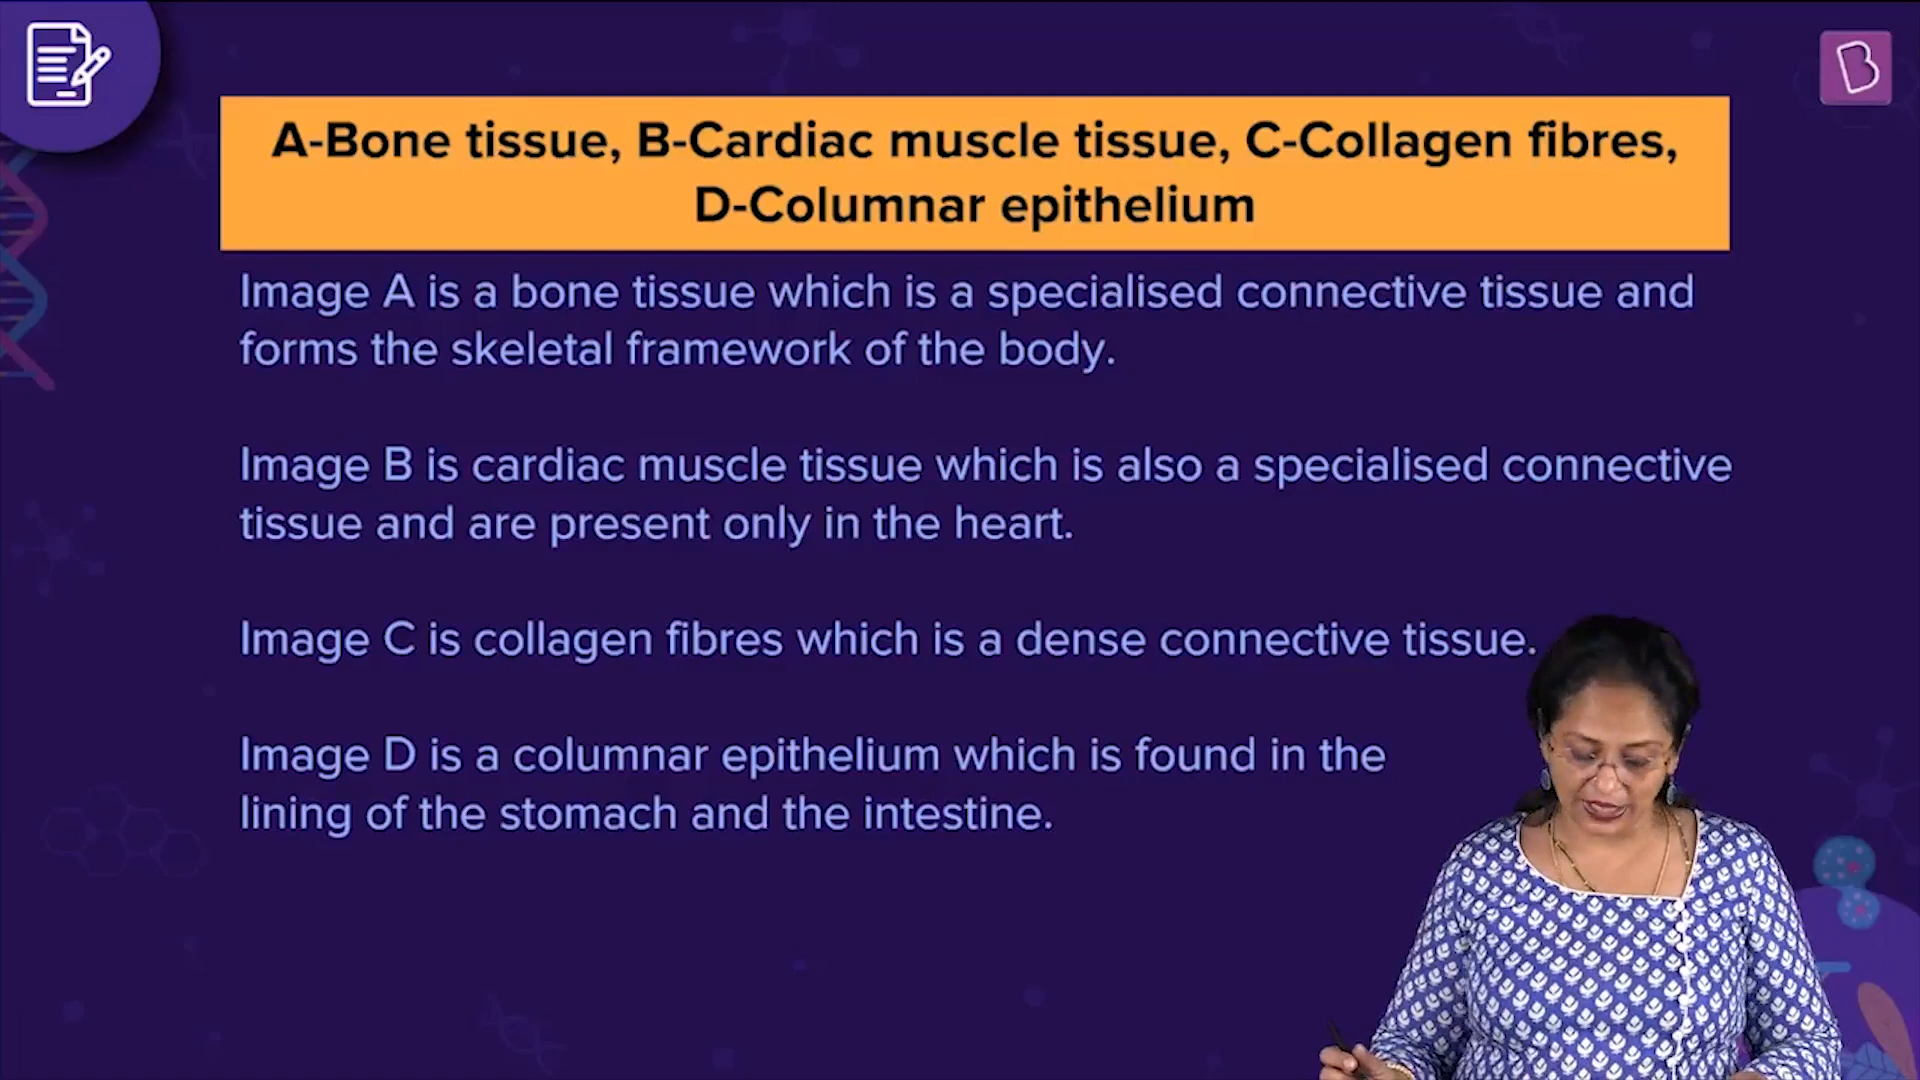 A-Bone tissue, B-Cardiac muscle tissue, C-Collagen fibres,
D-Columnar epithelium
Image A is a bone tissue which is a specialised connective tissue and
forms the skeletal framework of the body.
Image B is cardiac muscle tissue which is also a specialised connective
tissue and are present only in the heart.
Image C is collagen fibres which is a dense connective tissue.
Image D is a columnar epithelium which is found in the
lining of the stomach and the intestine.
B